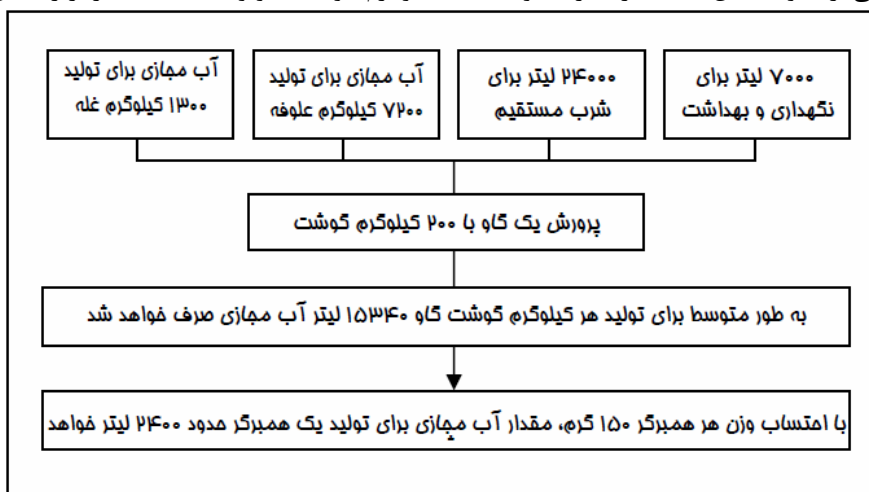 ۷۰۰۰ لیتر برای
نگهداری و بهداشت
۲۴۰۰۰ لیتر برای
شرب مستقیم
آب مجازی برای تولید
۷۲۰۰ کیلوگرم علوفه
آب مجازی برای تولید
۱۳۰۰ کیلوگرم غله
پرورش یک گاو با ۲۰۰ کیلوگرم گوشت
به طور متوسط برای تولید هر کیلوگرم گوشت گاو ۱۵۳۴۰ لیتر آب مجازی صرف خواهد شد
با احتساب وزن هر همبرگر ۱۵۰ گرم، مقدار آب مجازی برای تولید یک همبرگر حدود ۲۴۰۰ لیتر خواهد